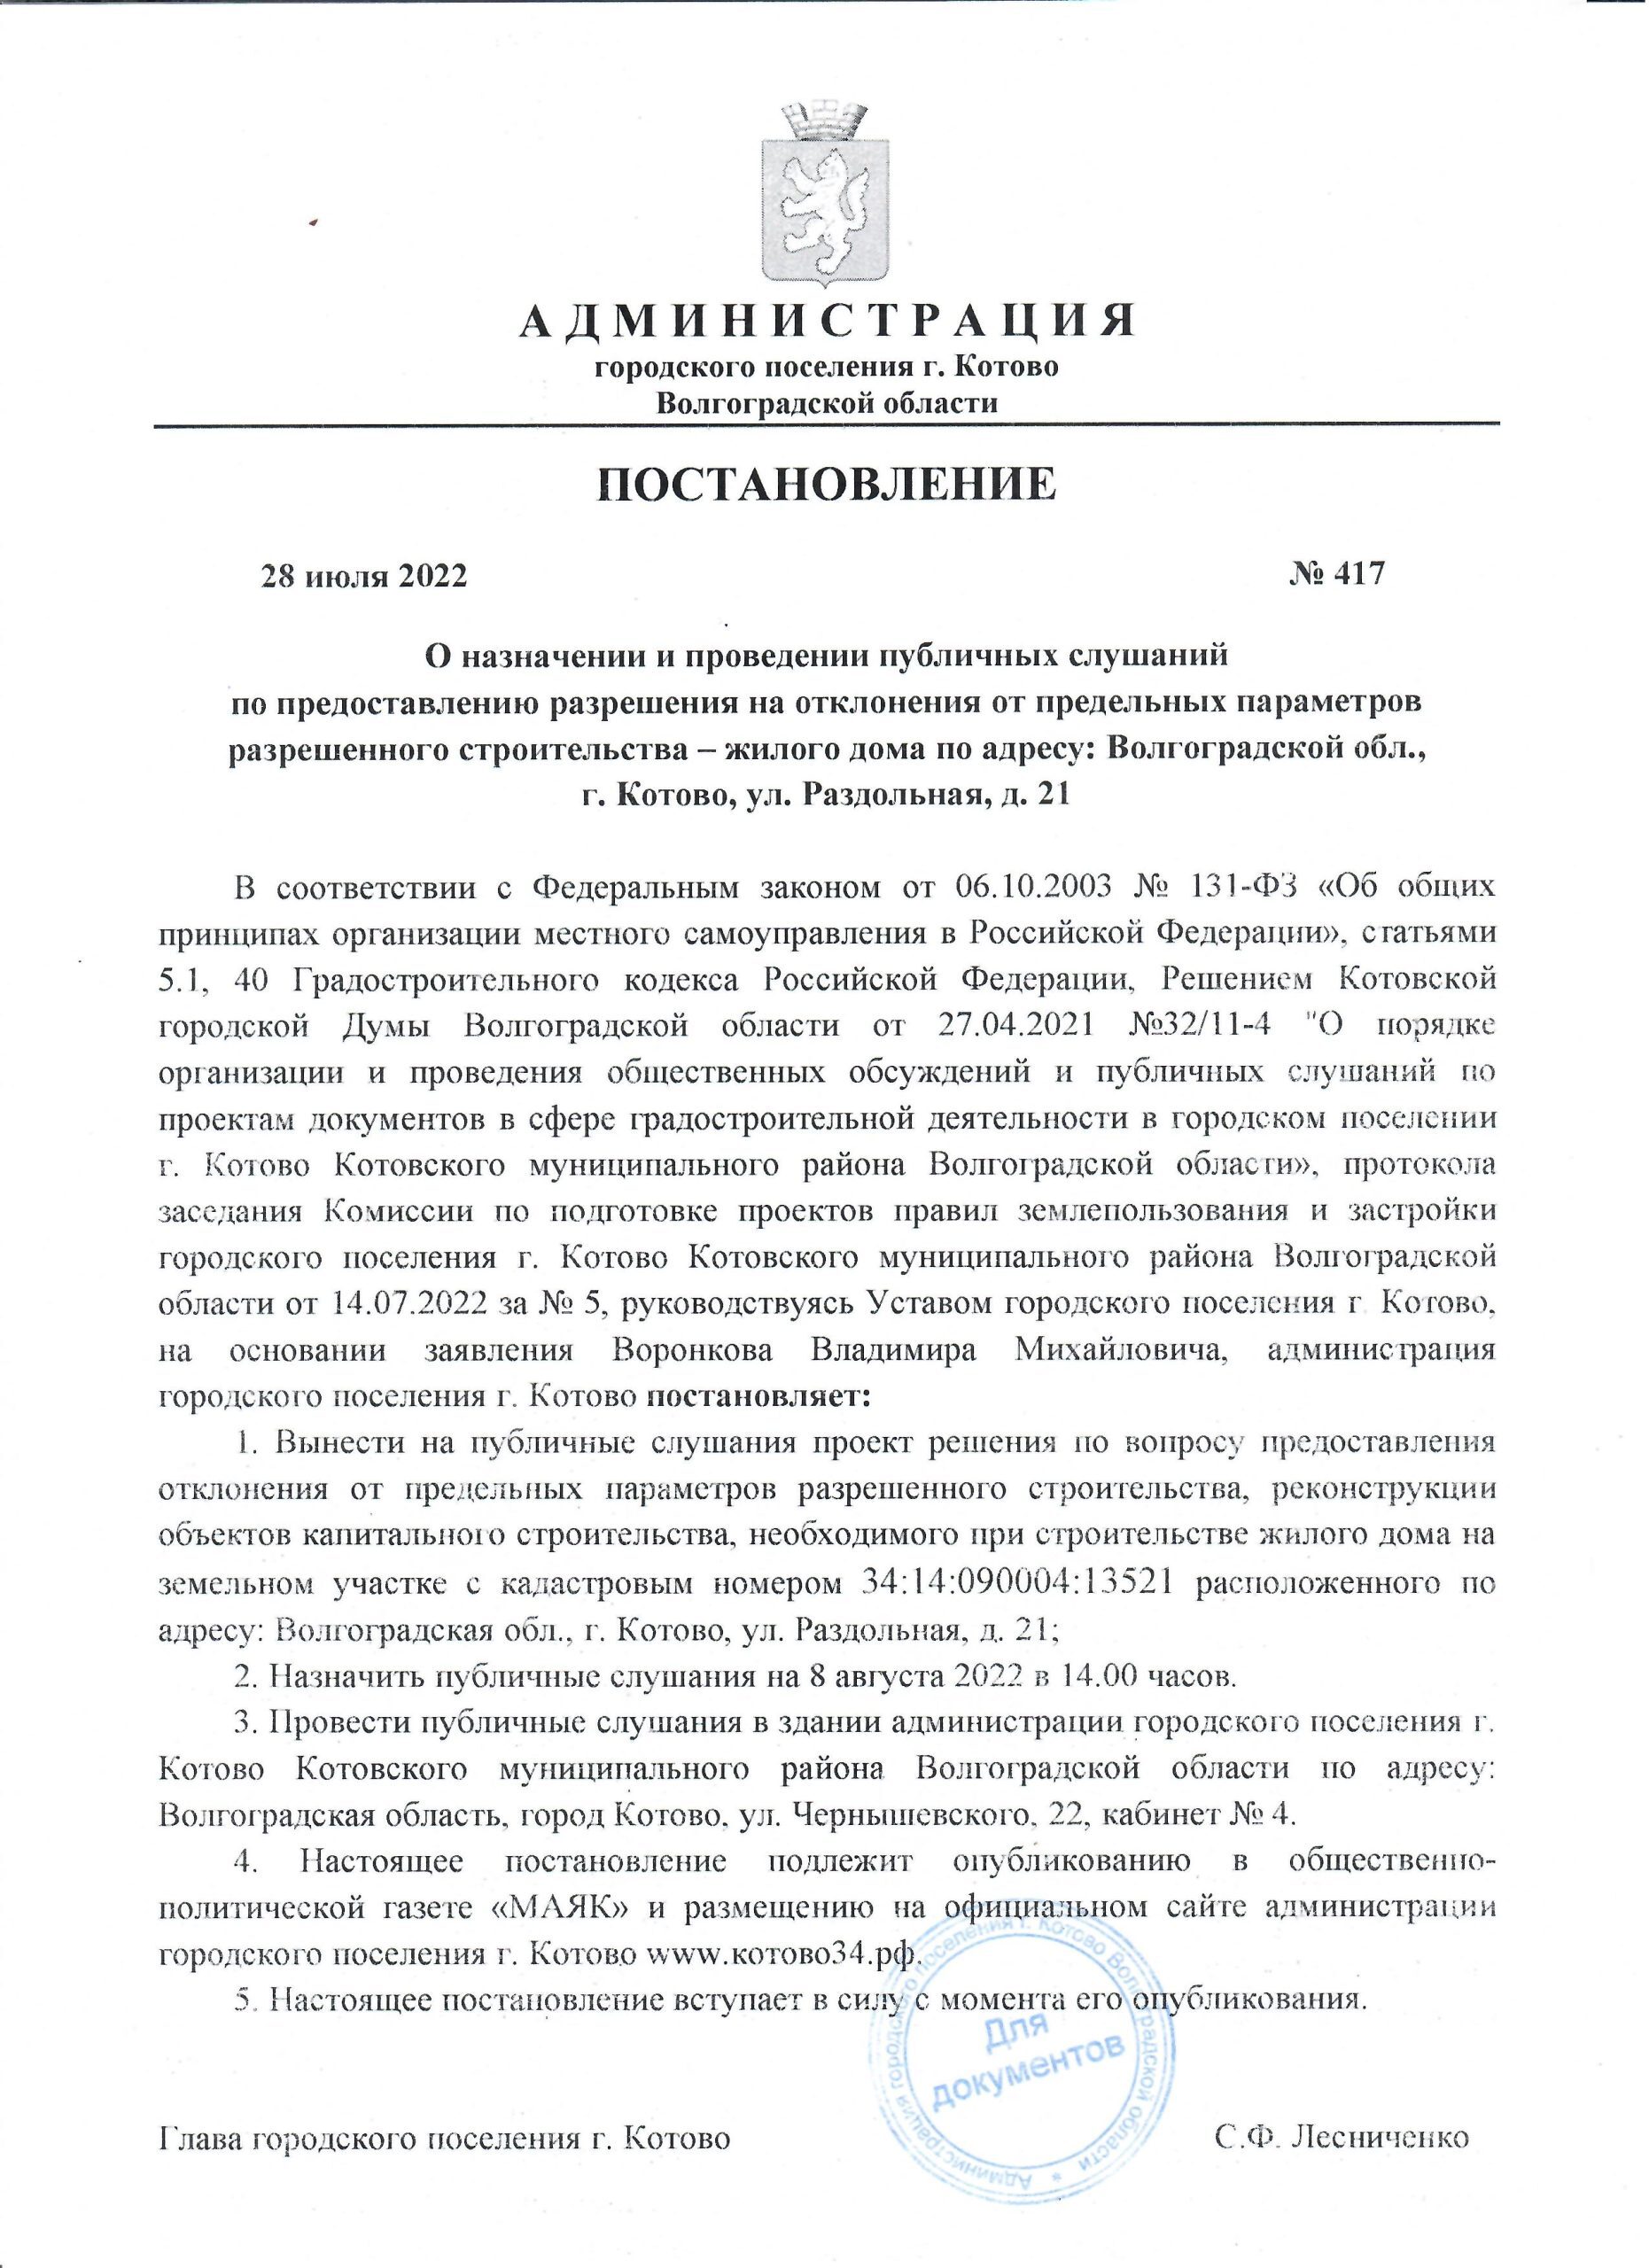 АДМИНИСТРАЦИЯ
городского поселения г. Котово
Волгоградской области
ПОСТАНОВЛЕНИЕ
28 июля 2022 № 417
О назначении и проведении публичных слушаний
по предоставлению разрешения на отклонения от предельных параметров
разрешенного строительства – жилого дома по адресу: Волгоградской обл.,
г. Котово, ул. Раздольная, д. 21
В соответствии с Федеральным законом от 06.10.2003 № 131-ФЗ «Об общих
принципах организации местного самоуправления в Российской Федерации», статьями
5.1, 40 Градостроительного кодекса Российской Федерации, Решением Котовской
городской Думы Волгоградской области от 27.04.2021 №32/11-4 "О порядке
организации и проведения общественных обсуждений и публичных слушаний по
проектам документов в сфере градостроительной деятельности в городском поселении
г. Котово Котовского муниципального района Волгоградской области», протокола
заседания Комиссии по подготовке проектов правил землепользования и застройки
городского поселения г. Котово Котовского муниципального района Волгоградской
области от 14.07.2022 за № 5, руководствуясь Уставом городского поселения г. Котово,
на основании заявления Воронкова Владимира Михайловича, администрация
городского поселения г. Котово постановляет:
1. Вынести на публичные слушания проект решения по вопросу предоставления
отклонения от предельных параметров разрешенного строительства, реконструкции
объектов капитального строительства, необходимого при строительстве жилого дома на
земельном участке с кадастровым номером 34:14:090004:13521 расположенного по
адресу: Волгоградская обл., г. Котово, ул. Раздольная, д. 21;
2. Назначить публичные слушания на 8 августа 2022 в 14.00 часов.
3. Провести публичные слушания в здании администрации городского поселения г.
Котово Котовского муниципального района Волгоградской области по адресу:
Волгоградская область, город Котово, ул. Чернышевского, 22, кабинет № 4.
4. Настоящее постановление подлежит опубликованию в общественно-
политической газете «МАЯК» и размещению на официальном сайте администрации
городского поселения г. Котово www.котово34.рф.
5. Настоящее постановление вступает в силу с момента его опубликования.
Администрация городского поселения г. Котово Волгоградской области *
Для
документов
Глава городского поселения г. Котово С.Ф. Лесниченко